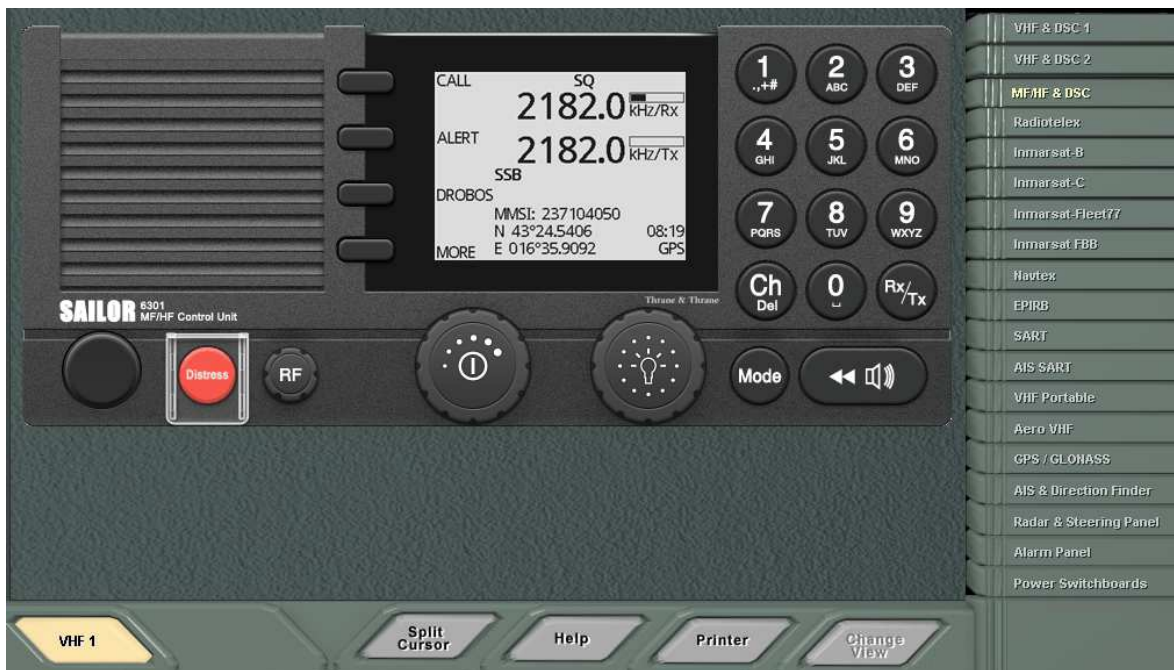 CALL
SQ
2182.0 kHz/Rx
ALERT
2182.0 kHz/Tx
SSB
DROBOS
MMSI: 237104050
N 43°24.5406 08:19
MORE E 016°35.9092 GPS
Thrane & Thrane
SAILOR 6301
MF/HF Control Unit
1 .,+#
2 ABC
3 DEF
4 GHI
5 JKL
6 MNO
7 PQRS
8 TUV
9 WXYZ
Ch Del
0
Rx/Tx
Distress
RF
Mode
VHF & DSC 1
VHF & DSC 2
MF/HF & DSC
Radiotelex
Inmarsat-B
Inmarsat-C
Inmarsat-Fleet77
Inmarsat FBB
Navtex
EPIRB
SART
AIS SART
VHF Portable
Aero VHF
GPS / GLONASS
AIS & Direction Finder
Radar & Steering Panel
Alarm Panel
Power Switchboards
VHF 1
Split
Cursor
Help
Printer
Change
View